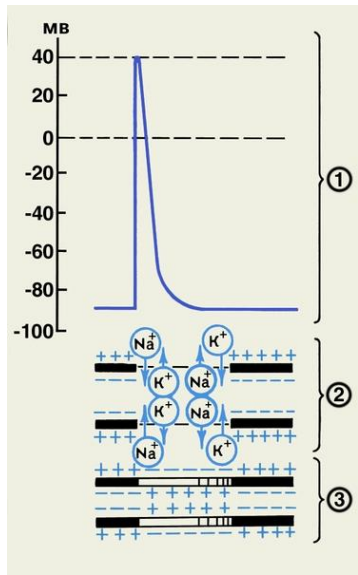 МВ
40
20
0
-20
-40
-60
-80
-100
①
Na⁺ K⁺
K⁺ Na⁺
K⁺ Na⁺
Na⁺ K⁺
②
+++ — — — — — +++++
— — — — — — — —
— — — — — — — —
+++ +++++
+++ — — — — — ++++
— — — ++++ — — —
— — — ++++ — — —
+++ — — — — — +++
③